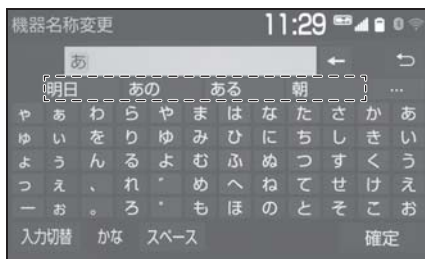 機器名称変更 11:29
あ ←
明日 あの ある 朝 …
ゃ ぁ わ ら や ま は な た さ か あ
ゅ ぃ を り ゆ み ひ に ち し き い
ょ ぅ ん る よ む ふ ぬ つ す く う
っ ぇ 、 れ ゛ め へ ね て せ け え
ー ぉ 。 ろ ゜ も ほ の と そ こ お
入力切替 かな スペース 確定